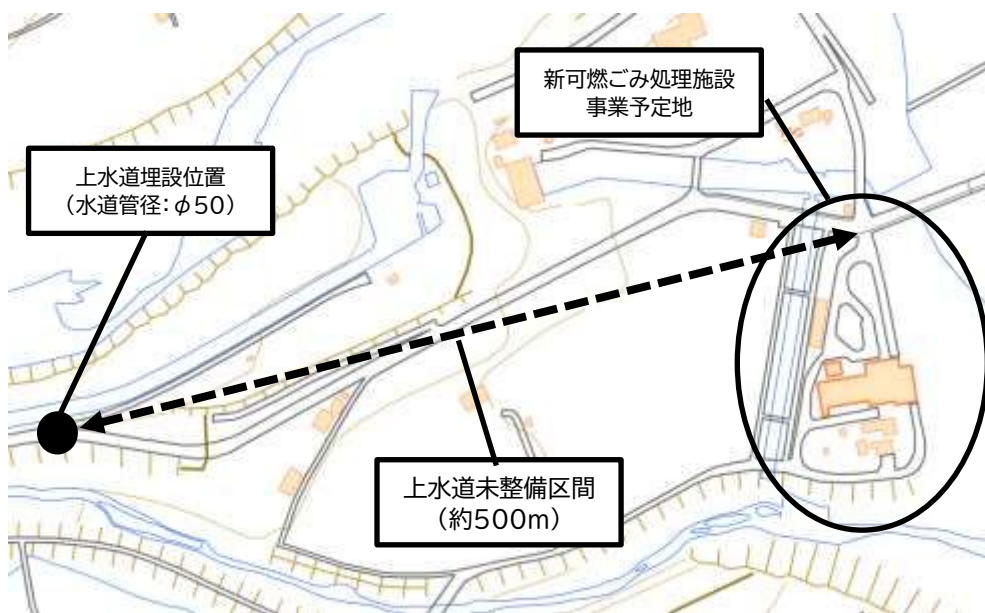 新可燃ごみ処理施設
事業予定地
上水道埋設位置
（水道管径：φ50）
上水道未整備区間
（約500m）